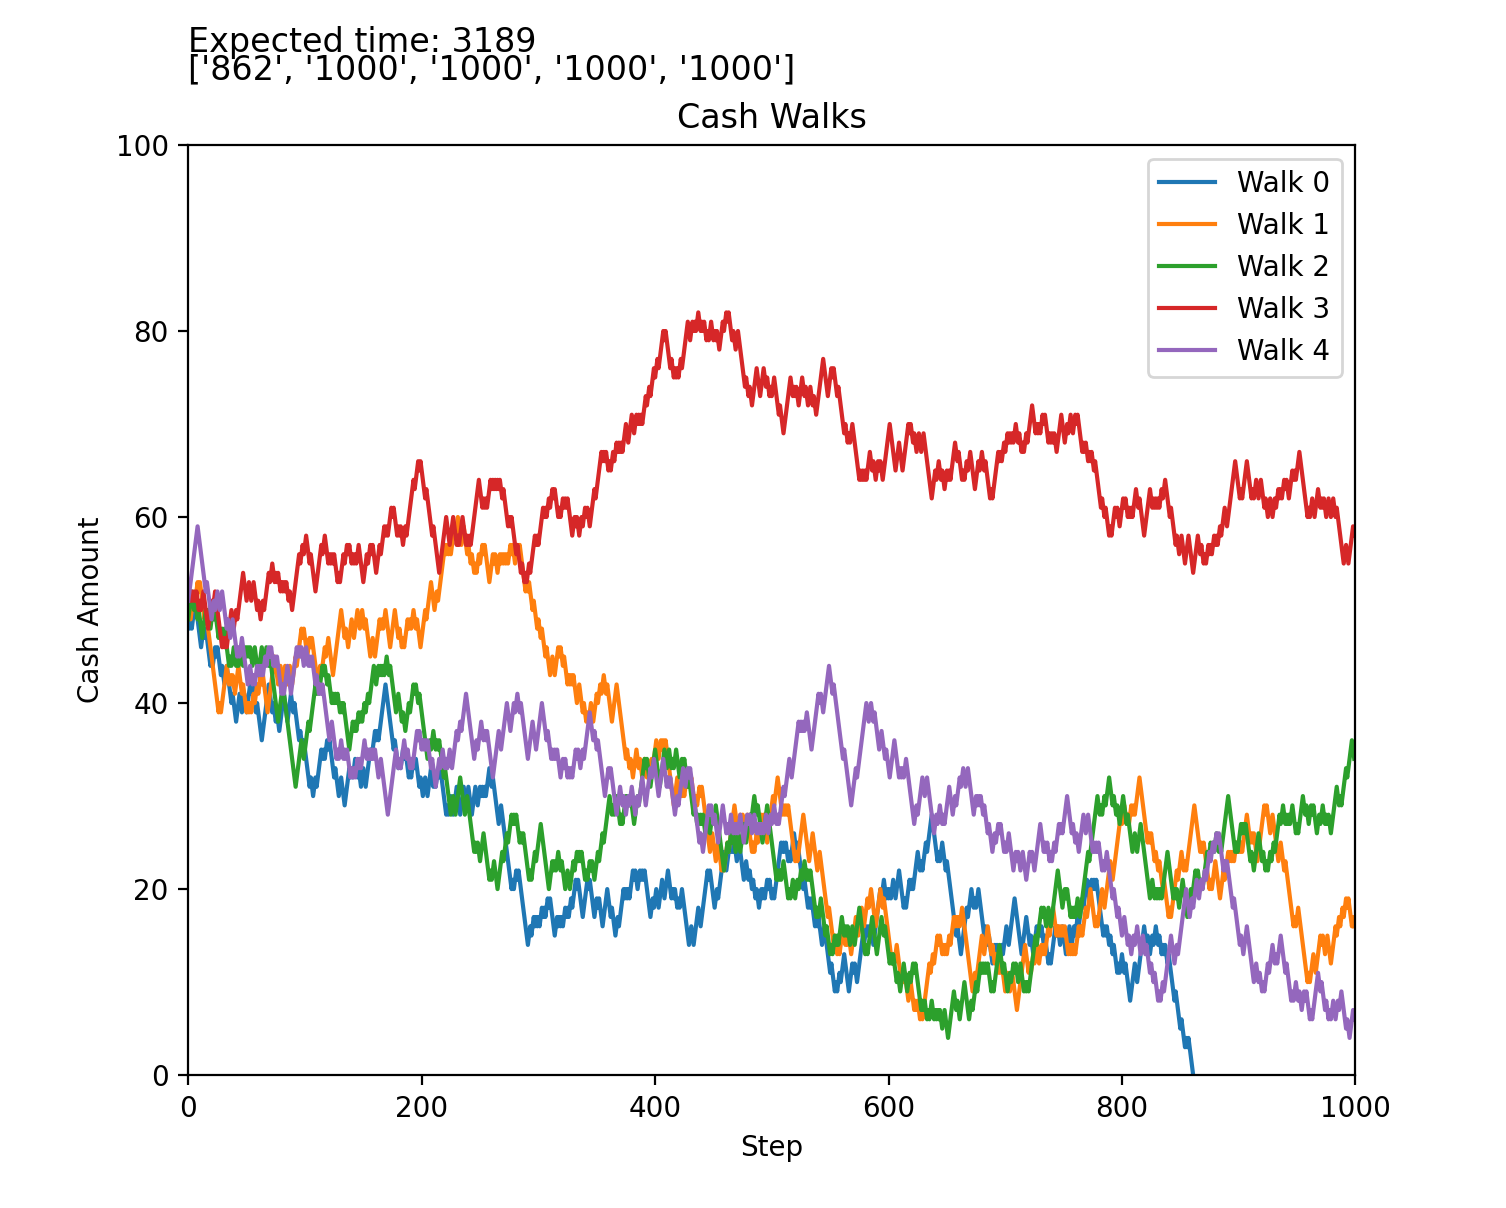 Expected time: 3189
['862', '1000', '1000', '1000', '1000']
Cash Walks
100
80
60
40
20
0
Cash Amount
Walk 0
Walk 1
Walk 2
Walk 3
Walk 4
0 200 400 600 800 1000
Step